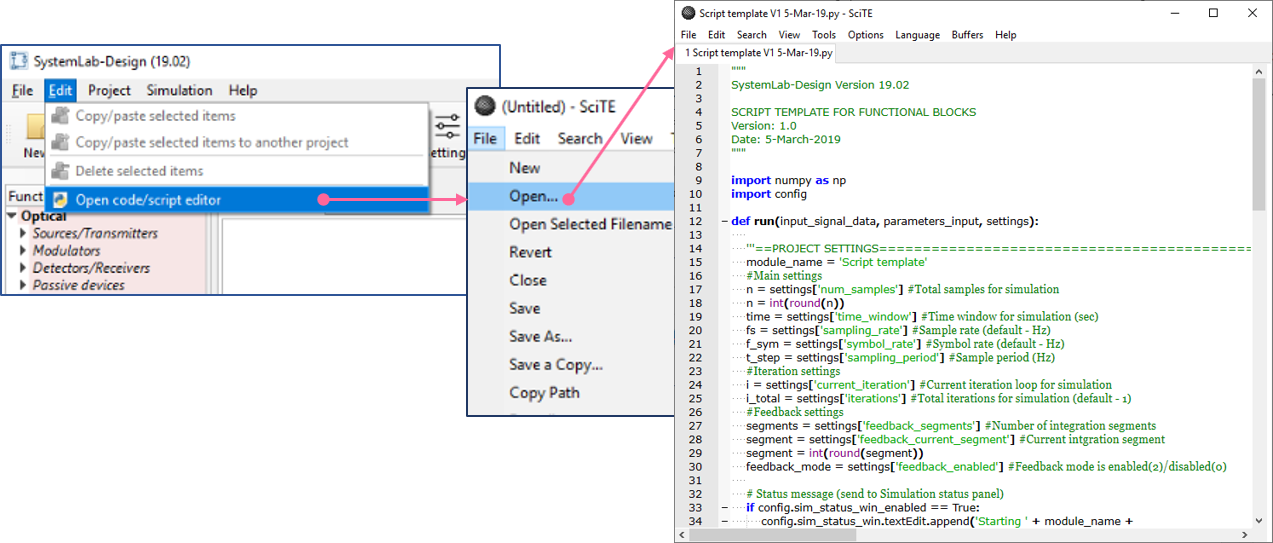 SystemLab-Design (19.02)
File Edit Project Simulation Help
Copy/paste selected items
Copy/paste selected items to another project
Delete selected items
Open code/script editor
New
etting
Funct
Optical
Sources/Transmitters
Modulators
Detectors/Receivers
Passive devices
(Untitled) - SciTE
File Edit Search View
New
Open...
Open Selected Filename
Revert
Close
Save
Save As...
Save a Copy...
Copy Path
Script template V1 5-Mar-19.py - SciTE
File Edit Search View Tools Options Language Buffers Help
1 Script template V1 5-Mar-19.py
1 """
2 SystemLab-Design Version 19.02
3
4 SCRIPT TEMPLATE FOR FUNCTIONAL BLOCKS
5 Version: 1.0
6 Date: 5-March-2019
7 """
8
9 import numpy as np
10 import config
11
12 def run(input_signal_data, parameters_input, settings):
13
14 '''==PROJECT SETTINGS==============================================
15 module_name = 'Script template'
16 #Main settings
17 n = settings['num_samples'] #Total samples for simulation
18 n = int(round(n))
19 time = settings['time_window'] #Time window for simulation (sec)
20 fs = settings['sampling_rate'] #Sample rate (default - Hz)
21 f_sym = settings['symbol_rate'] #Symbol rate (default - Hz)
22 t_step = settings['sampling_period'] #Sample period (Hz)
23 #Iteration settings
24 i = settings['current_iteration'] #Current iteration loop for simulation
25 i_total = settings['iterations'] #Total iterations for simulation (default - 1)
26 #Feedback settings
27 segments = settings['feedback_segments'] #Number of integration segments
28 segment = settings['feedback_current_segment'] #Current intgration segment
29 segment = int(round(segment))
30 feedback_mode = settings['feedback_enabled'] #Feedback mode is enabled(2)/disabled(0)
31
32 # Status message (send to Simulation status panel)
33 if config.sim_status_win_enabled == True:
34 config.sim_status_win.textEdit.append('Starting ' + module_name +